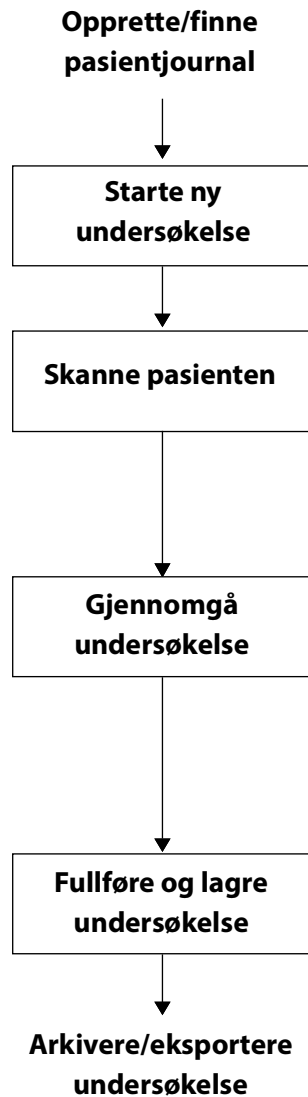 Opprette/finne
pasientjournal
Starte ny
undersøkelse
Skanne pasienten
Gjennomgå
undersøkelse
Fullføre og lagre
undersøkelse
Arkivere/eksportere
undersøkelse